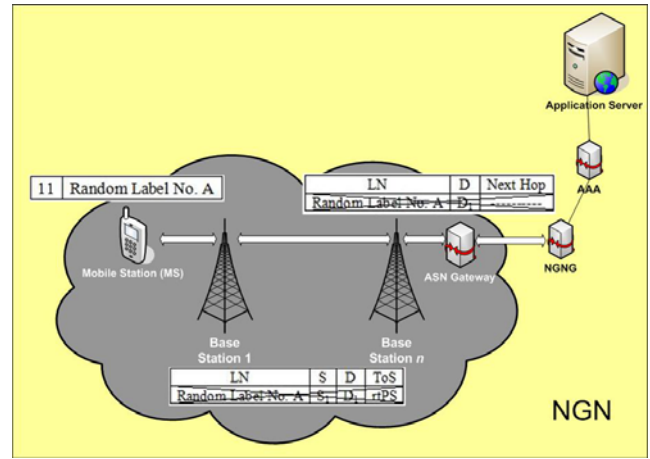 Application Server
AAA
11 Random Label No. A
LN D Next Hop
Random Label No. A D₁ ----------
Mobile Station (MS)
ASN Gateway
NGNG
Base
Station 1
Base
Station n
LN S D ToS
Random Label No. A S₁ D₁ rtPS
NGN